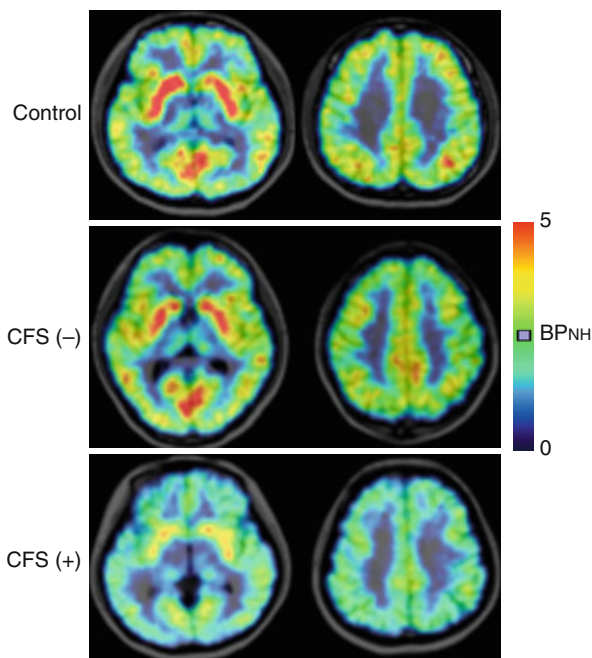 Control
CFS (–)
CFS (+)
5
BPNH
0